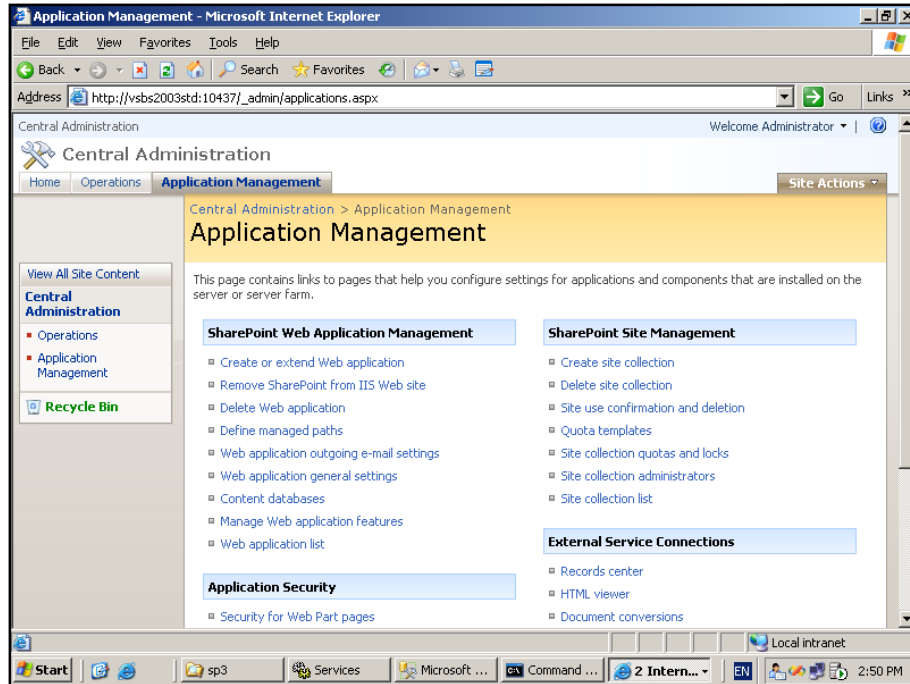 Application Management - Microsoft Internet Explorer
File Edit View Favorites Tools Help
Back Search Favorites
Address http://vsbs2003std:10437/_admin/applications.aspx Go Links »
Central Administration Welcome Administrator |
Central Administration
Home Operations Application Management Site Actions
Central Administration > Application Management
Application Management
View All Site Content
Central
Administration
Operations
Application
Management
Recycle Bin
This page contains links to pages that help you configure settings for applications and components that are installed on the
server or server farm.
SharePoint Web Application Management
Create or extend Web application
Remove SharePoint from IIS Web site
Delete Web application
Define managed paths
Web application outgoing e-mail settings
Web application general settings
Content databases
Manage Web application features
Web application list
Application Security
Security for Web Part pages
SharePoint Site Management
Create site collection
Delete site collection
Site use confirmation and deletion
Quota templates
Site collection quotas and locks
Site collection administrators
Site collection list
External Service Connections
Records center
HTML viewer
Document conversions
Local intranet
Start sp3 Services Microsoft ... Command ... 2 Intern... EN 2:50 PM